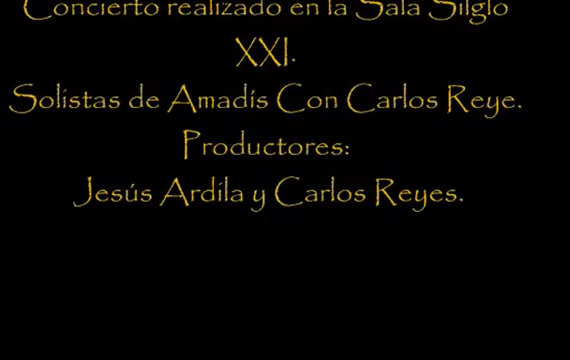 Concierto realizado en la Sala Silglo
XXI.
Solistas de Amadís Con Carlos Reye.
Productores:
Jesús Ardila y Carlos Reyes.